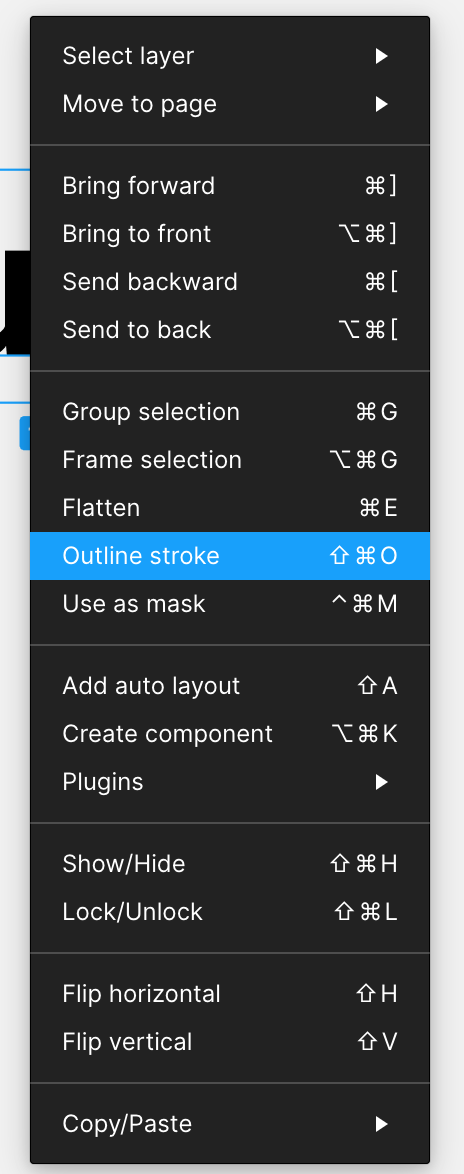 Select layer ▶
Move to page ▶
Bring forward ⌘]
Bring to front ⌥⌘]
Send backward ⌘[
Send to back ⌥⌘[
Group selection ⌘G
Frame selection ⌥⌘G
Flatten ⌘E
Outline stroke ⇧⌘O
Use as mask ^⌘M
Add auto layout ⇧A
Create component ⌥⌘K
Plugins ▶
Show/Hide ⇧⌘H
Lock/Unlock ⇧⌘L
Flip horizontal ⇧H
Flip vertical ⇧V
Copy/Paste ▶